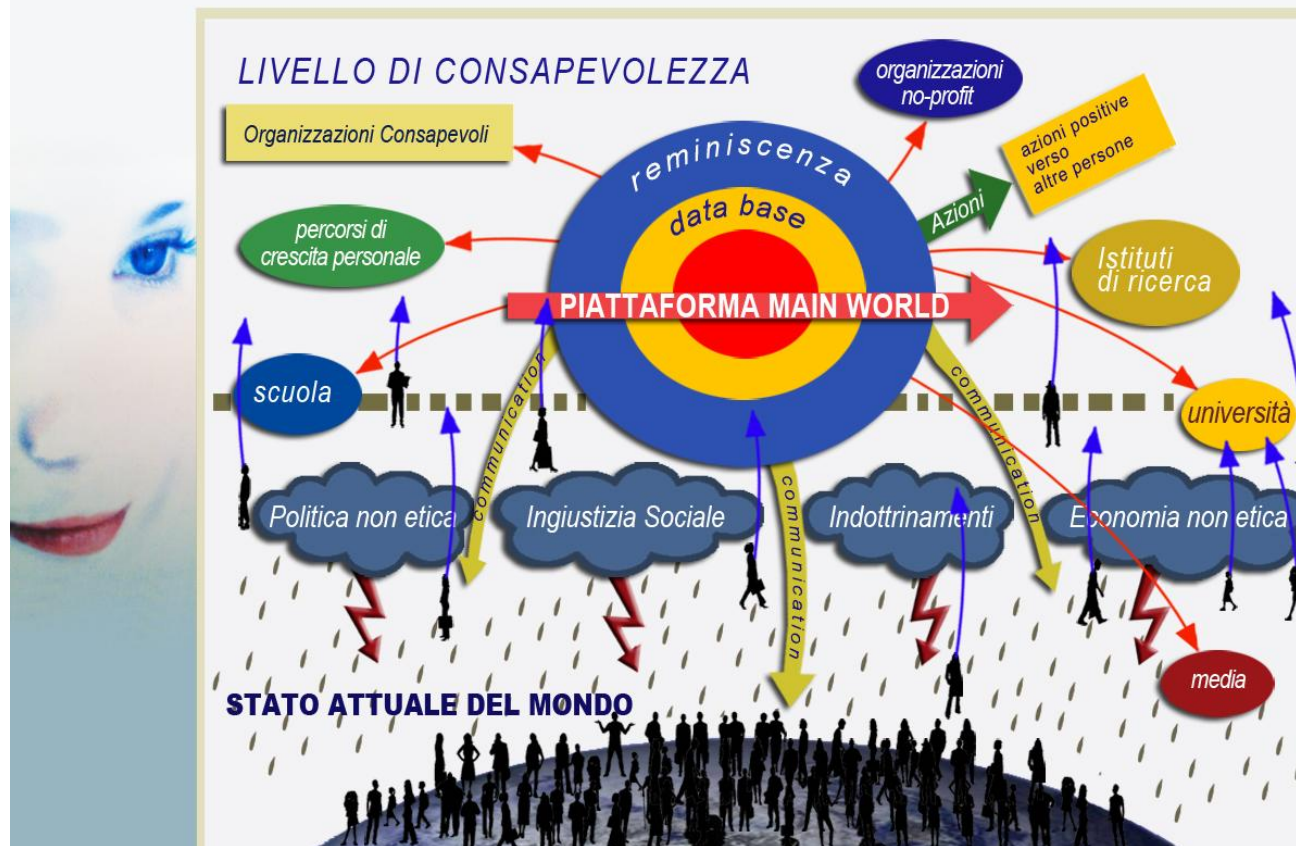 LIVELLO DI CONSAPEVOLEZZA
organizzazioni
no-profit
Organizzazioni Consapevoli
azioni positive
verso
altre persone
reminiscenza
data base
Azioni
percorsi di
crescita personale
Istituti
di ricerca
PIATTAFORMA MAIN WORLD
scuola
università
communication
communication
communication
Politica non etica
Ingiustizia Sociale
Indottrinamenti
Economia non etica
media
STATO ATTUALE DEL MONDO